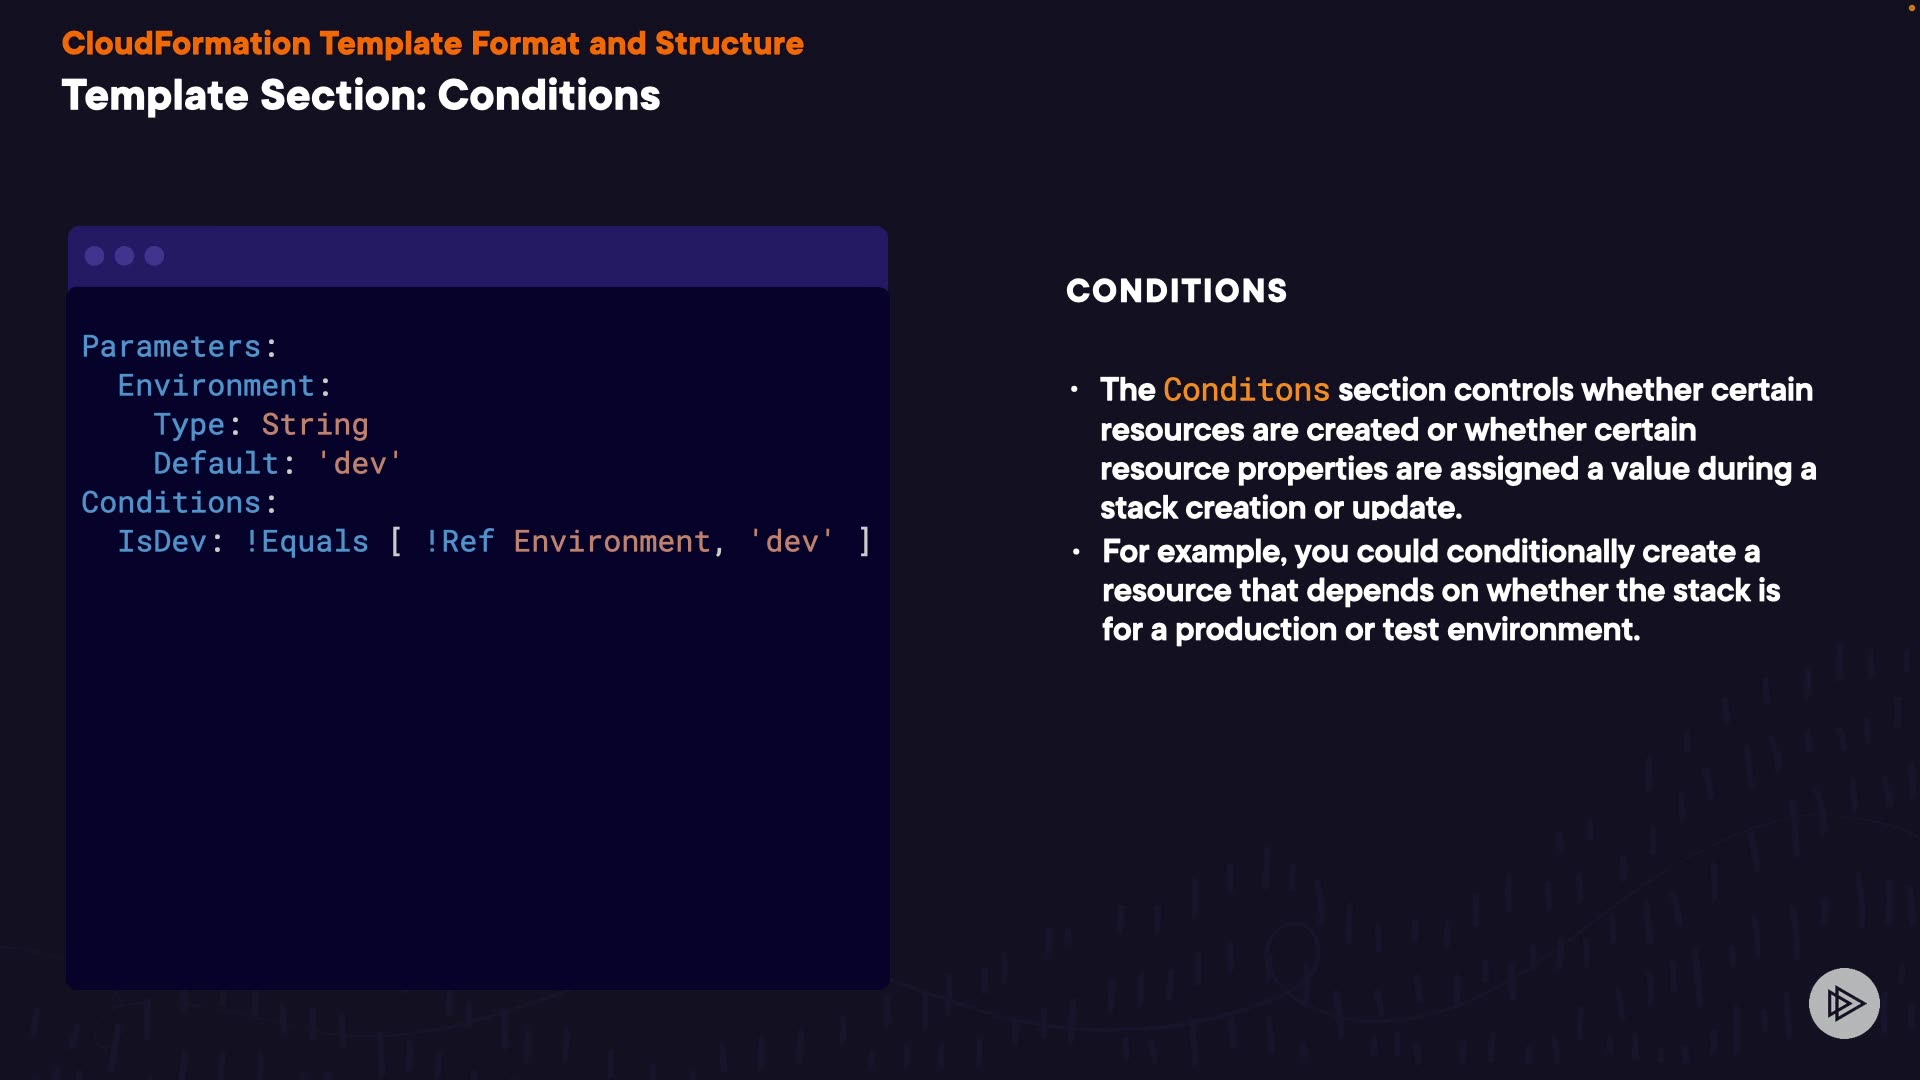 CloudFormation Template Format and Structure
Template Section: Conditions
Parameters:
  Environment:
    Type: String
    Default: 'dev'
Conditions:
  IsDev: !Equals [ !Ref Environment, 'dev' ]
CONDITIONS
• The Conditons section controls whether certain
resources are created or whether certain
resource properties are assigned a value during a
stack creation or update.
• For example, you could conditionally create a
resource that depends on whether the stack is
for a production or test environment.